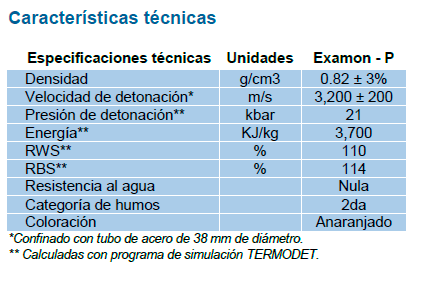 Características técnicas
Especificaciones técnicas Unidades Examon - P
Densidad g/cm3 0.82 ± 3%
Velocidad de detonación* m/s 3,200 ± 200
Presión de detonación** kbar 21
Energía** KJ/kg 3,700
RWS** % 110
RBS** % 114
Resistencia al agua Nula
Categoría de humos 2da
Coloración Anaranjado
*Confinado con tubo de acero de 38 mm de diámetro.
** Calculadas con programa de simulación TERMODET.